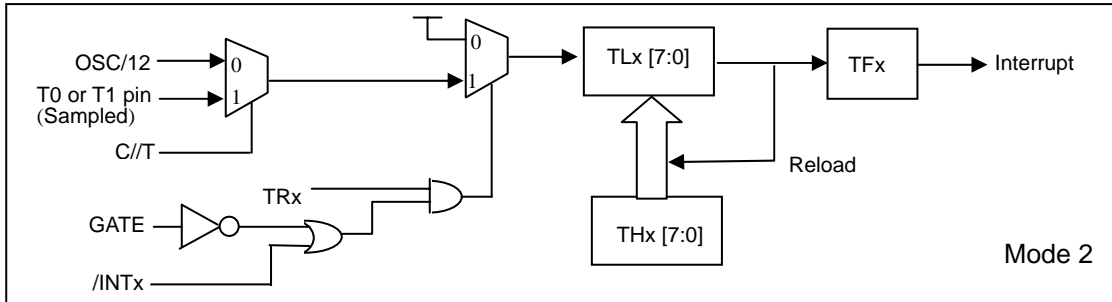 OSC/12
T0 or T1 pin
(Sampled)
C//T
0
1
0
1
TLx [7:0]
TFx
Interrupt
Reload
TRx
GATE
/INTx
THx [7:0]
Mode 2